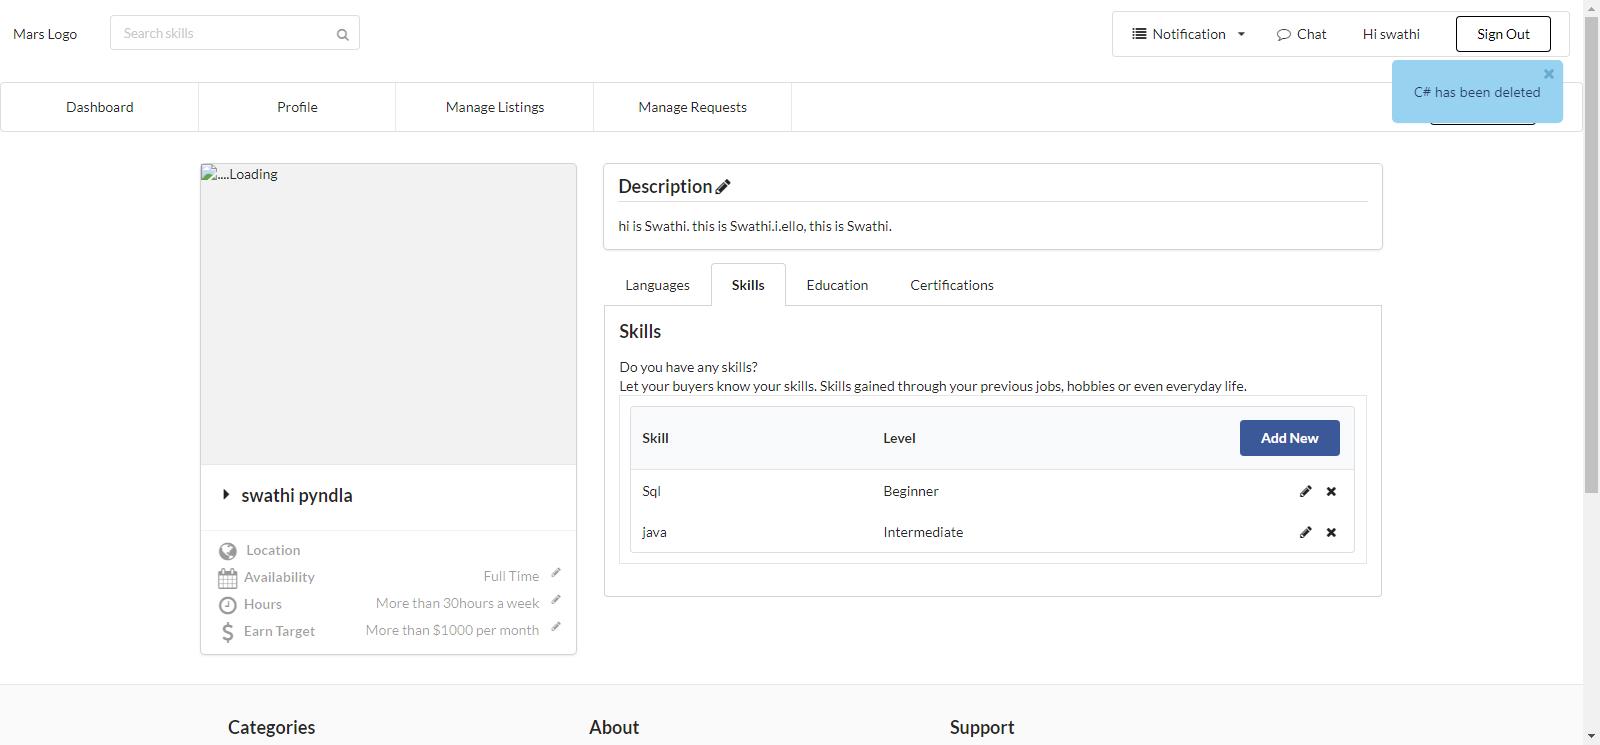 Mars Logo
Search skills
Notification
Chat
Hi swathi
Sign Out
C# has been deleted
Dashboard
Profile
Manage Listings
Manage Requests
....Loading
swathi pyndla
Location
Availability
Full Time
Hours
More than 30hours a week
Earn Target
More than $1000 per month
Description
hi is Swathi. this is Swathi.i.ello, this is Swathi.
Languages
Skills
Education
Certifications
Skills
Do you have any skills?
Let your buyers know your skills. Skills gained through your previous jobs, hobbies or even everyday life.
Skill
Level
Add New
Sql
Beginner
java
Intermediate
Categories
About
Support